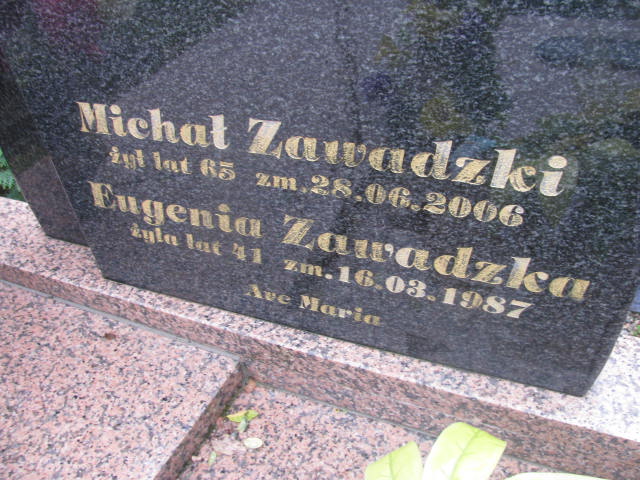 Michał Zawadzki
żył lat 65 zm. 28.06.2006
Eugenia Zawadzka
żyła lat 41 zm. 16.03.1987
Ave Maria